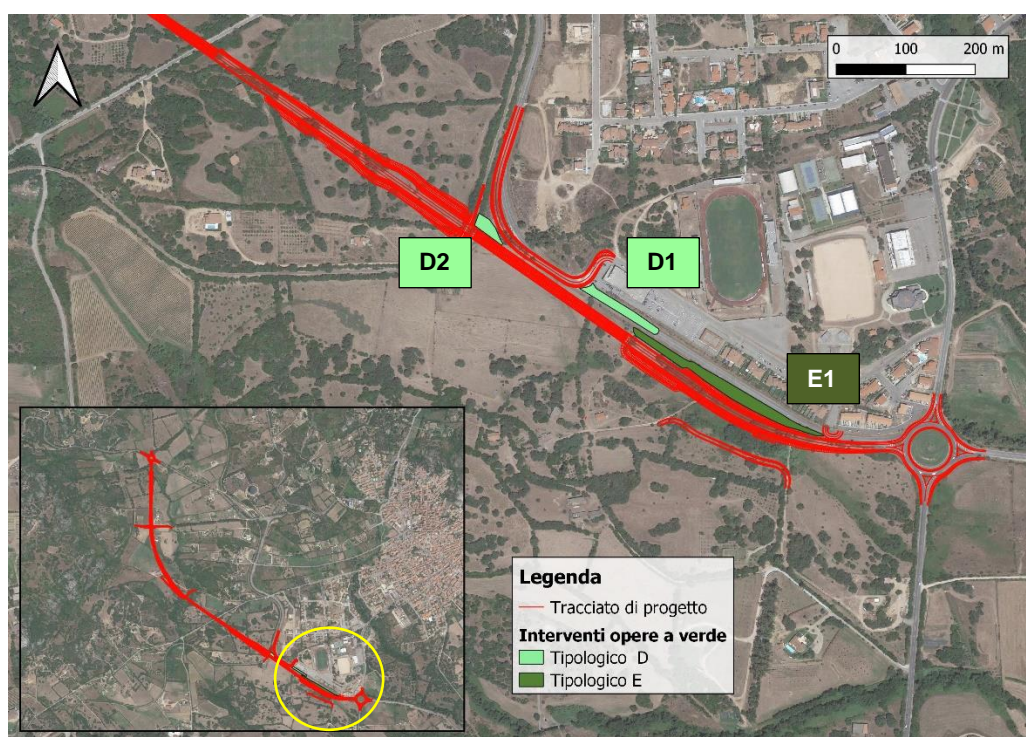 0 100 200 m
D2
D1
E1
Legenda
Tracciato di progetto
Interventi opere a verde
Tipologico D
Tipologico E